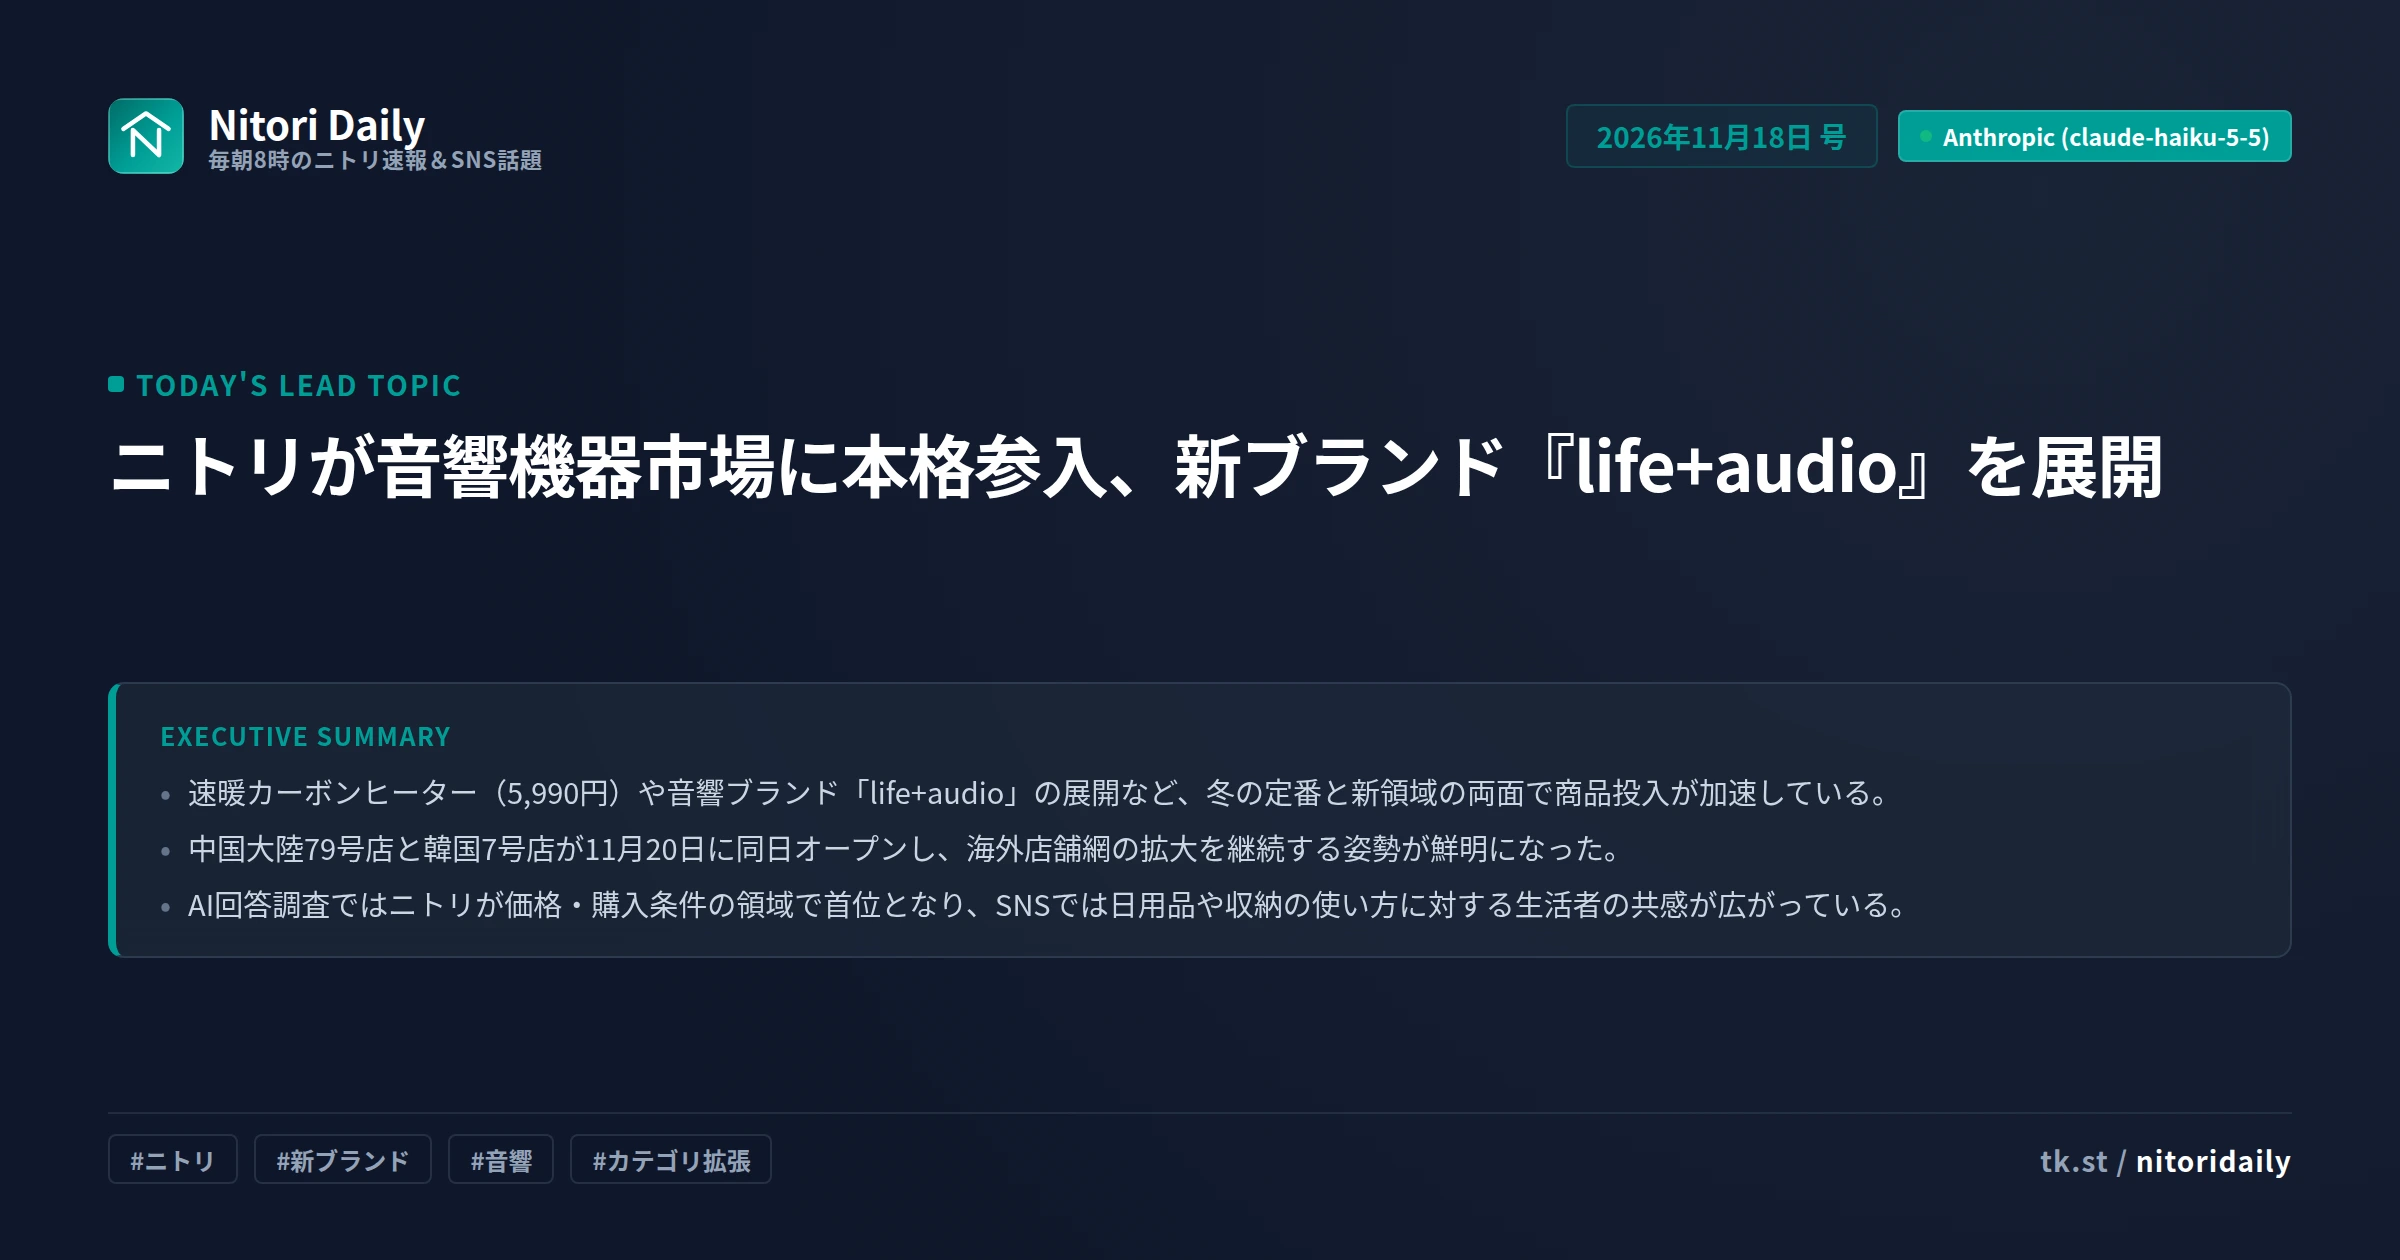 Nitori Daily
毎朝8時のニトリ速報&SNS話題
2026年11月18日 号
Anthropic (claude-haiku-5-5)
TODAY'S LEAD TOPIC
ニトリが音響機器市場に本格参入、新ブランド『life+audio』を展開
EXECUTIVE SUMMARY
速暖カーボンヒーター（5,990円）や音響ブランド「life+audio」の展開など、冬の定番と新領域の両面で商品投入が加速している。
中国大陸79号店と韓国7号店が11月20日に同日オープンし、海外店舗網の拡大を継続する姿勢が鮮明になった。
AI回答調査ではニトリが価格・購入条件の領域で首位となり、SNSでは日用品や収納の使い方に対する生活者の共感が広がっている。
#ニトリ #新ブランド #音響 #カテゴリ拡張
tk.st / nitoridaily